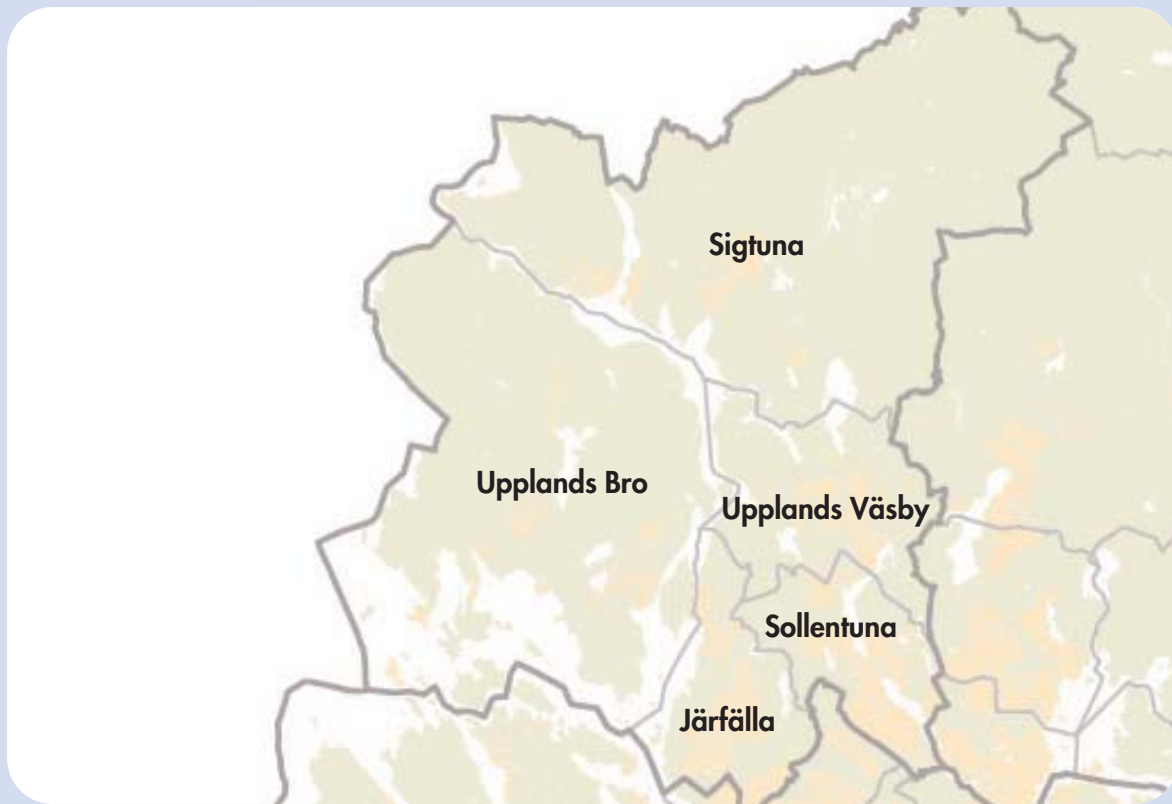 Sigtuna
Upplands Bro
Upplands Väsby
Sollentuna
Järfälla